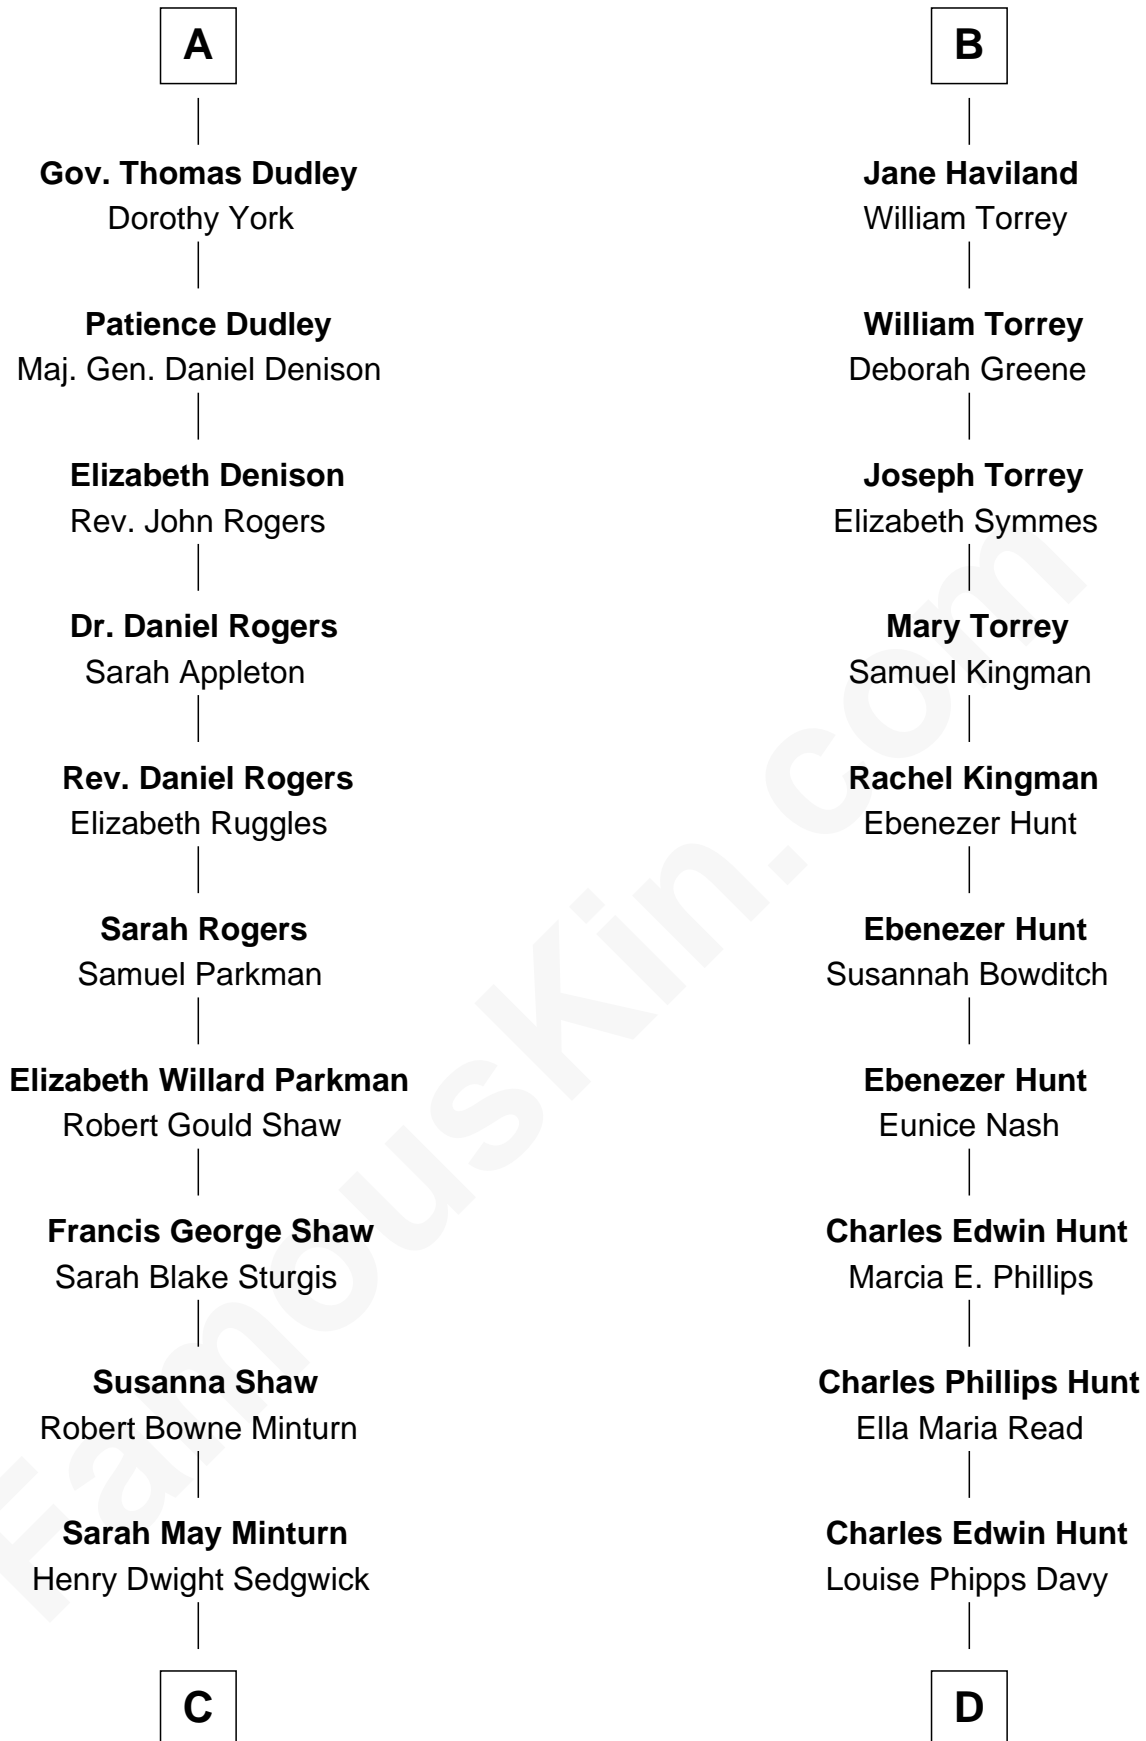 A
Gov. Thomas Dudley
Dorothy York
Patience Dudley
Maj. Gen. Daniel Denison
Elizabeth Denison
Rev. John Rogers
Dr. Daniel Rogers
Sarah Appleton
Rev. Daniel Rogers
Elizabeth Ruggles
Sarah Rogers
Samuel Parkman
Elizabeth Willard Parkman
Robert Gould Shaw
Francis George Shaw
Sarah Blake Sturgis
Susanna Shaw
Robert Bowne Minturn
Sarah May Minturn
Henry Dwight Sedgwick
C
B
Jane Haviland
William Torrey
William Torrey
Deborah Greene
Joseph Torrey
Elizabeth Symmes
Mary Torrey
Samuel Kingman
Rachel Kingman
Ebenezer Hunt
Ebenezer Hunt
Susannah Bowditch
Ebenezer Hunt
Eunice Nash
Charles Edwin Hunt
Marcia E. Phillips
Charles Phillips Hunt
Ella Maria Read
Charles Edwin Hunt
Louise Phipps Davy
D
FamousKin.com